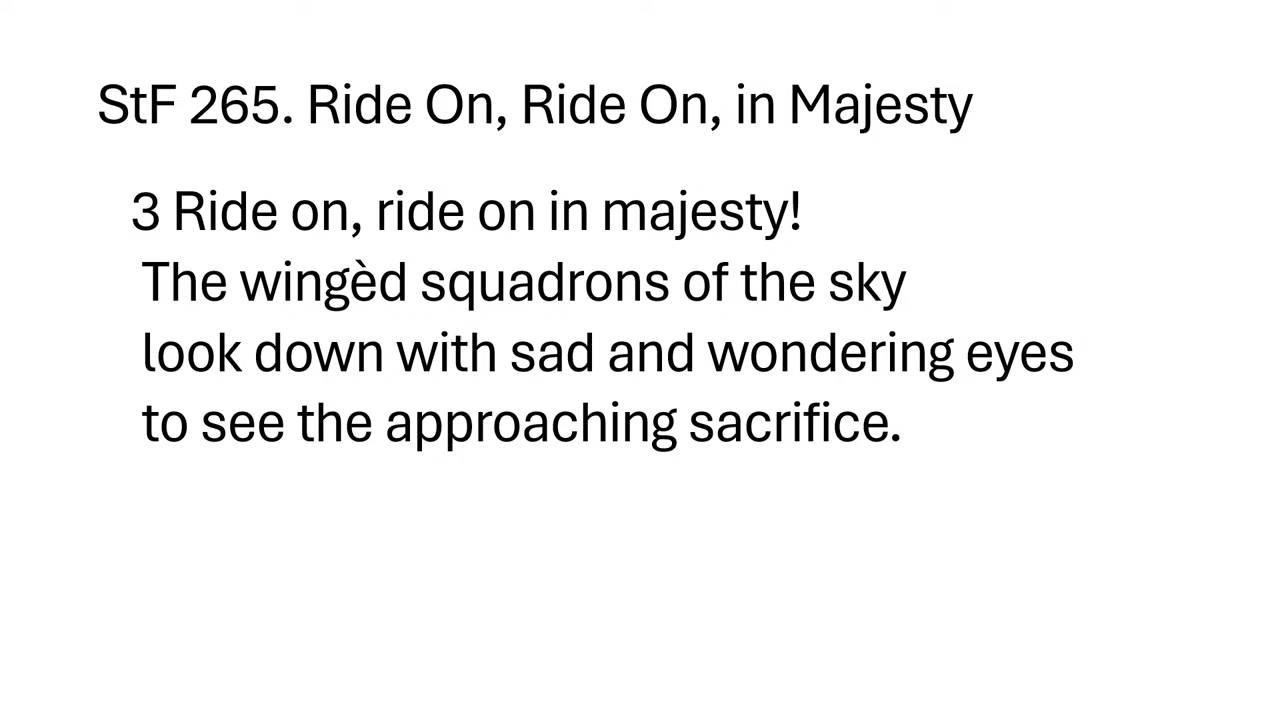 StF 265. Ride On, Ride On, in Majesty
3 Ride on, ride on in majesty!
The wingèd squadrons of the sky
look down with sad and wondering eyes
to see the approaching sacrifice.